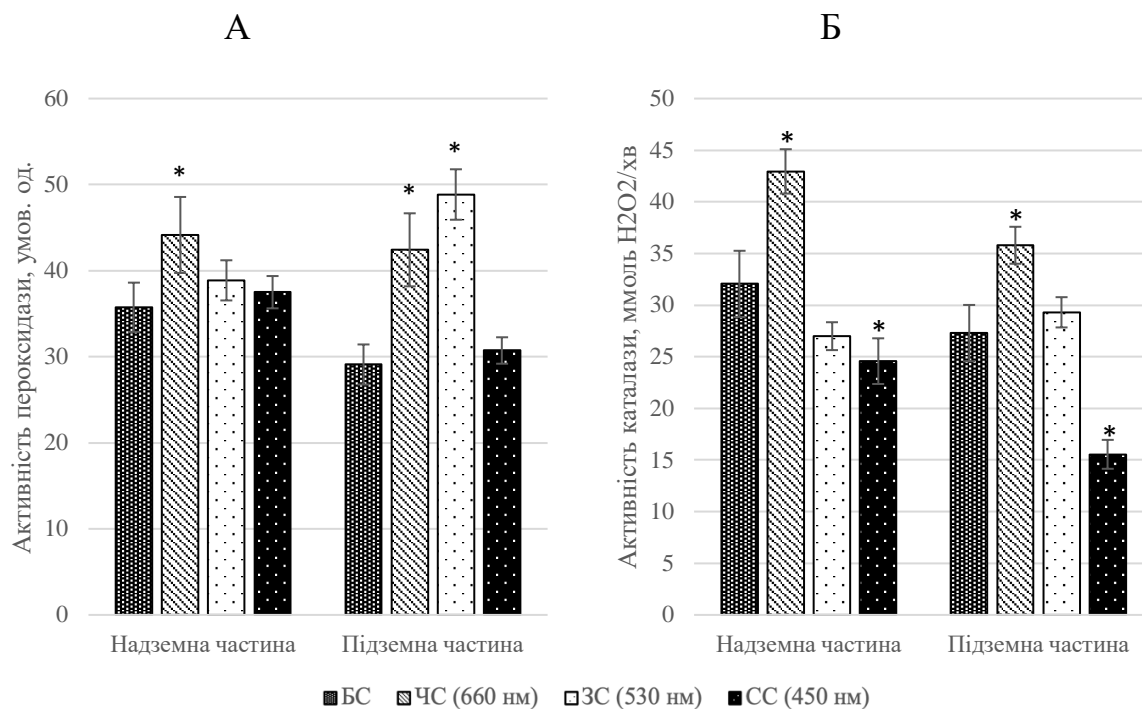 А
Активність пероксидази, умов. од.
60
50
40
30
20
10
0
*
*
*
Надземна частина
Підземна частина
Б
Активність каталази, ммоль H2O2/хв
50
45
40
35
30
25
20
15
10
5
0
*
*
*
*
Надземна частина
Підземна частина
БС
ЧС (660 нм)
ЗС (530 нм)
СС (450 нм)